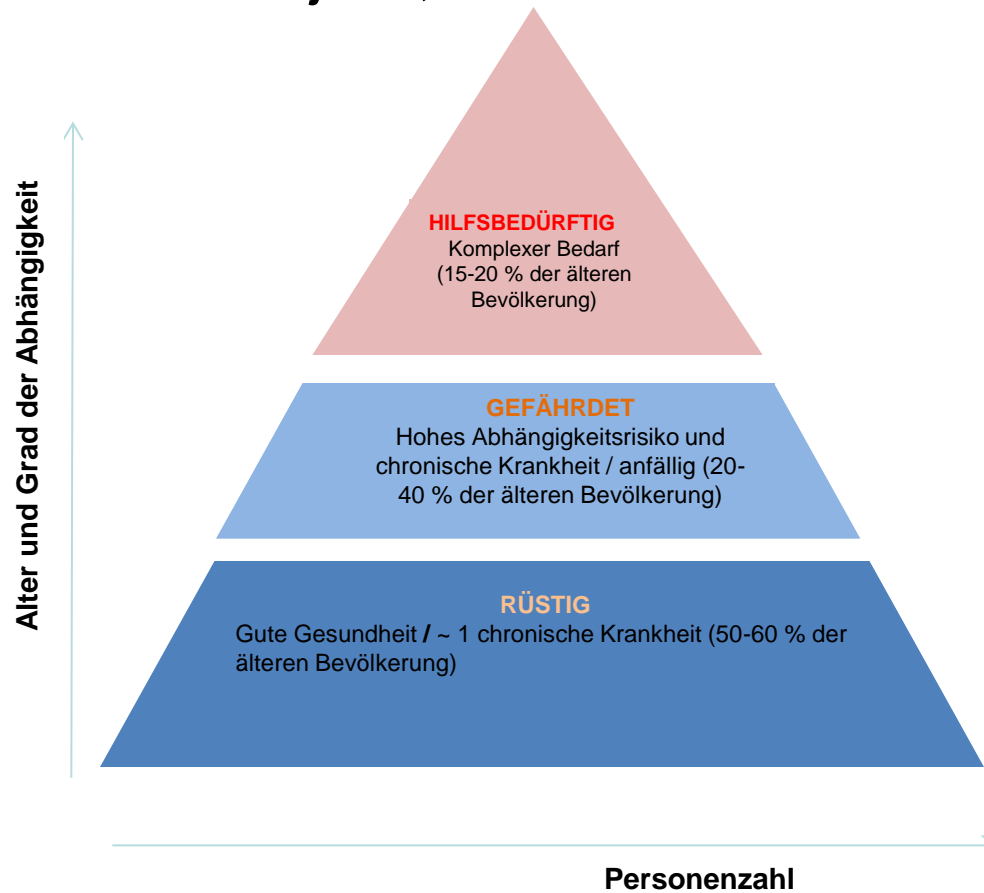 Alter und Grad der Abhängigkeit
HILFSBEDÜRFTIG
Komplexer Bedarf
(15-20 % der älteren
Bevölkerung)
GEFÄHRDET
Hohes Abhängigkeitsrisiko und
chronische Krankheit / anfällig (20-
40 % der älteren Bevölkerung)
RÜSTIG
Gute Gesundheit / ~ 1 chronische Krankheit (50-60 % der
älteren Bevölkerung)
Personenzahl